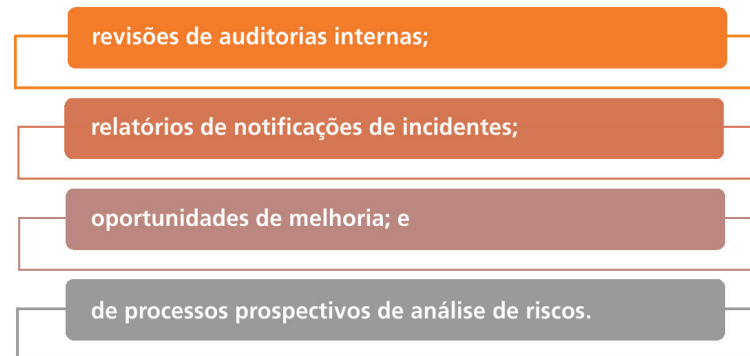 revisões de auditorias internas;
relatórios de notificações de incidentes;
oportunidades de melhoria; e
de processos prospectivos de análise de riscos.